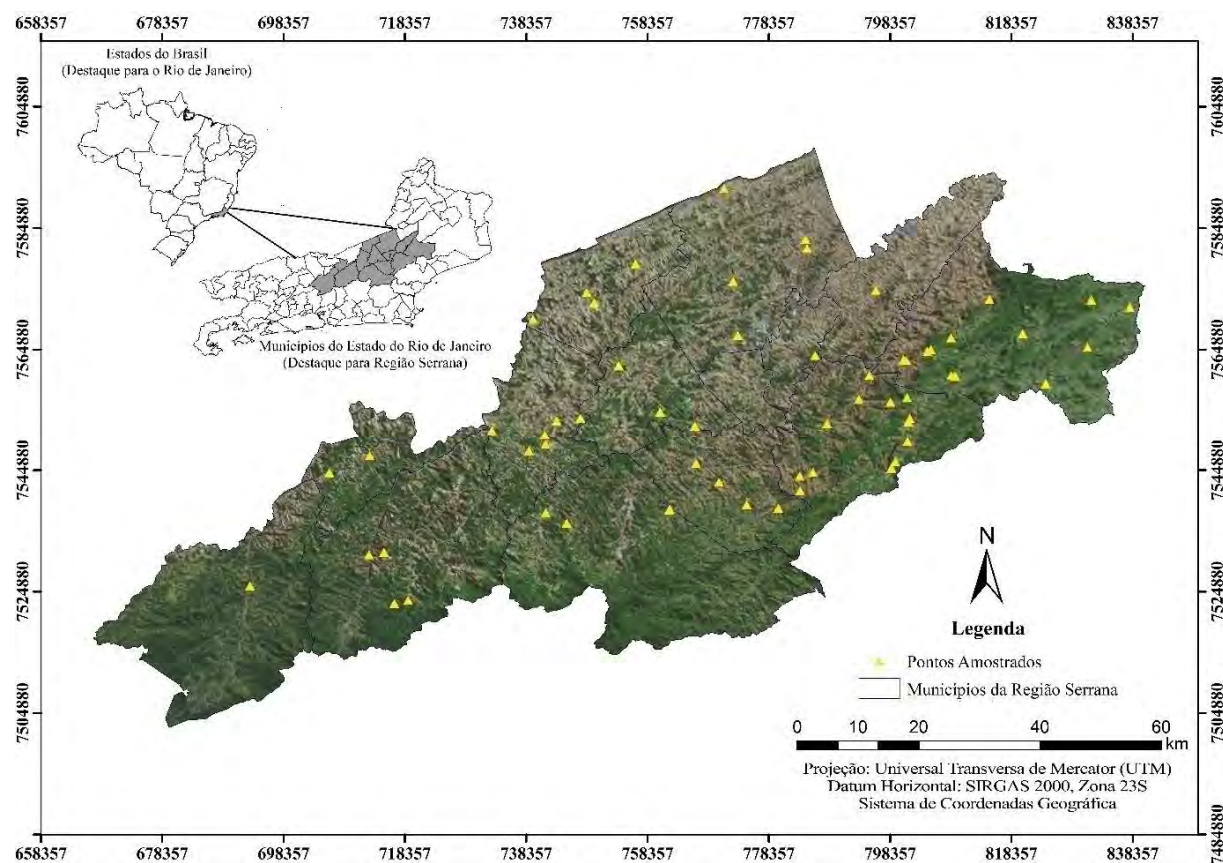 658357 678357 698357 718357 738357 758357 778357 798357 818357 838357
Estados do Brasil
(Destaque para o Rio de Janeiro)
Municípios do Estado do Rio de Janeiro
(Destaque para Região Serrana)
7604880 7604880
7584880 7584880
7564880 7564880
7544880 7544880
7524880 7524880
7504880 7504880
7484880 7484880
N
Legenda
Pontos Amostrados
Municípios da Região Serrana
0 10 20 40 60
km
Projeção: Universal Transversa de Mercator (UTM)
Datum Horizontal: SIRGAS 2000, Zona 23S
Sistema de Coordenadas Geográfica
658357 678357 698357 718357 738357 758357 778357 798357 818357 838357